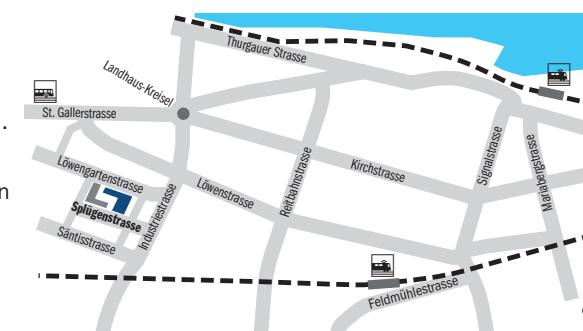 Thurgauer Strasse
Landhaus-Kreisel
St. Gallerstrasse
.
Löwengartenstrasse
Kirchstrasse
Signalstrasse
Mariabergstrasse
Reitbahnstrasse
Löwenstrasse
n
Splügenstrasse
Industriestrasse
Säntisstrasse
Feldmühlestrasse